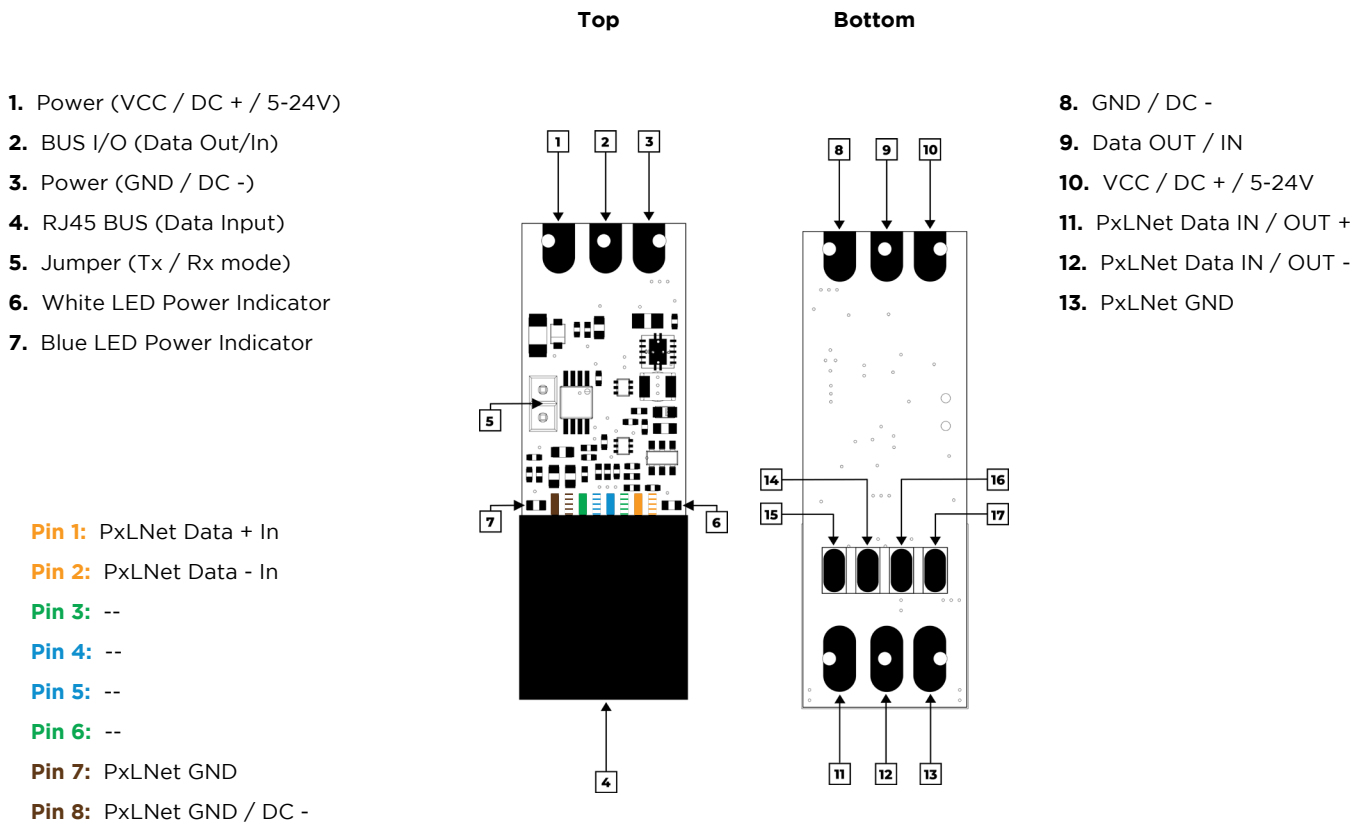 Top
Bottom
1. Power (VCC / DC + / 5-24V)
2. BUS I/O (Data Out/In)
3. Power (GND / DC -)
4. RJ45 BUS (Data Input)
5. Jumper (Tx / Rx mode)
6. White LED Power Indicator
7. Blue LED Power Indicator
8. GND / DC -
9. Data OUT / IN
10. VCC / DC + / 5-24V
11. PxLNet Data IN / OUT +
12. PxLNet Data IN / OUT -
13. PxLNet GND
1
2
3
8
9
10
5
14
16
15
17
7
6
Pin 1: PxLNet Data + In
Pin 2: PxLNet Data - In
Pin 3: --
Pin 4: --
Pin 5: --
Pin 6: --
Pin 7: PxLNet GND
Pin 8: PxLNet GND / DC -
4
11
12
13